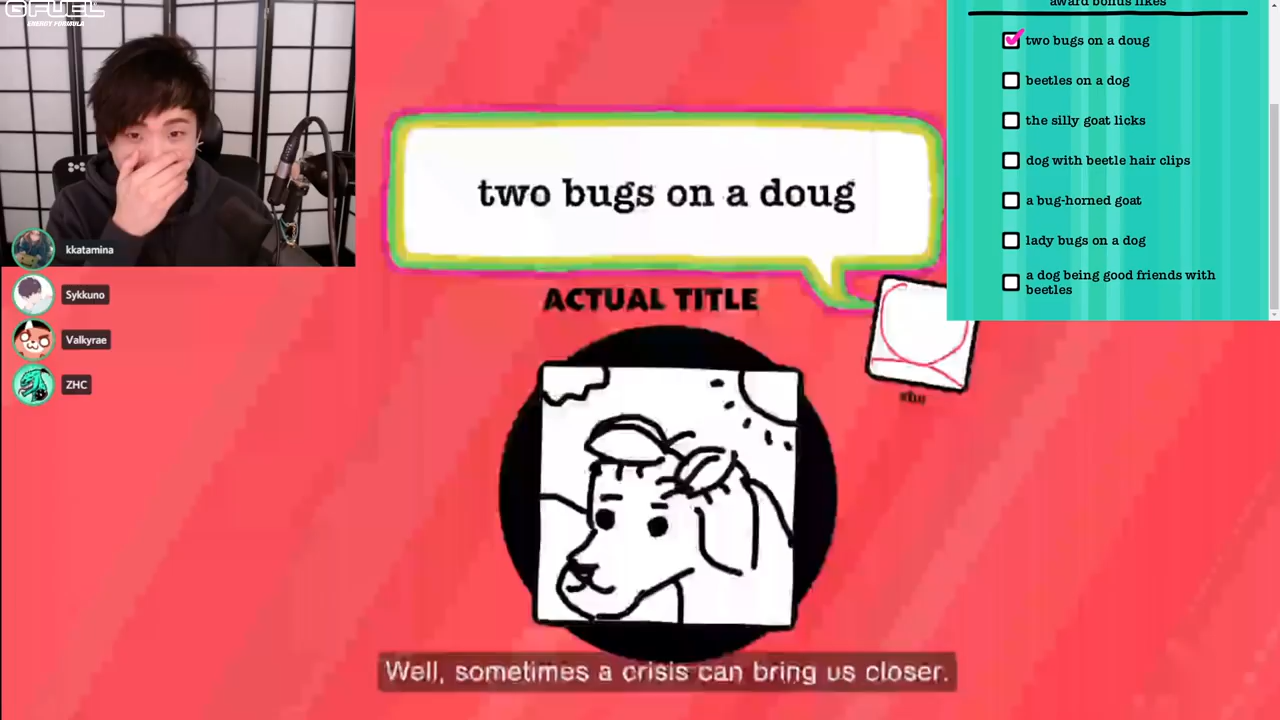 GFUEL
ENERGY FORMULA
kkatamina
Sykkuno
Valkyrae
ZHC
two bugs on a doug
ACTUAL TITLE
Well, sometimes a crisis can bring us closer.
award bonus likes
two bugs on a doug
beetles on a dog
the silly goat licks
dog with beetle hair clips
a bug-horned goat
lady bugs on a dog
a dog being good friends with
beetles